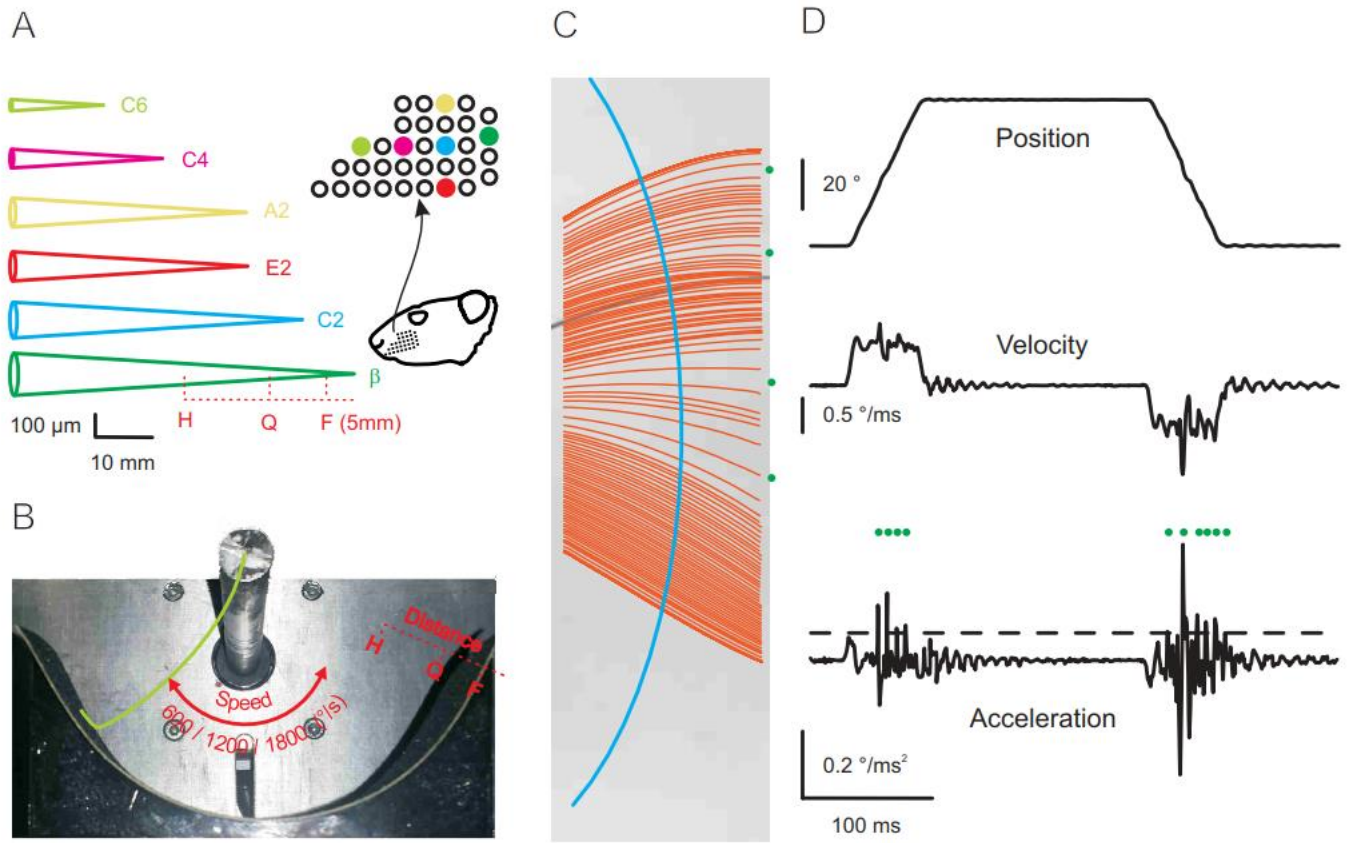 A
C6
C4
A2
E2
C2
β
H
Q
F (5mm)
100 µm
10 mm
B
Distance
H
Q
F
Speed
600 / 1200 / 1800 (°/s)
C
D
Position
20 °
Velocity
0.5 °/ms
Acceleration
0.2 °/ms²
100 ms